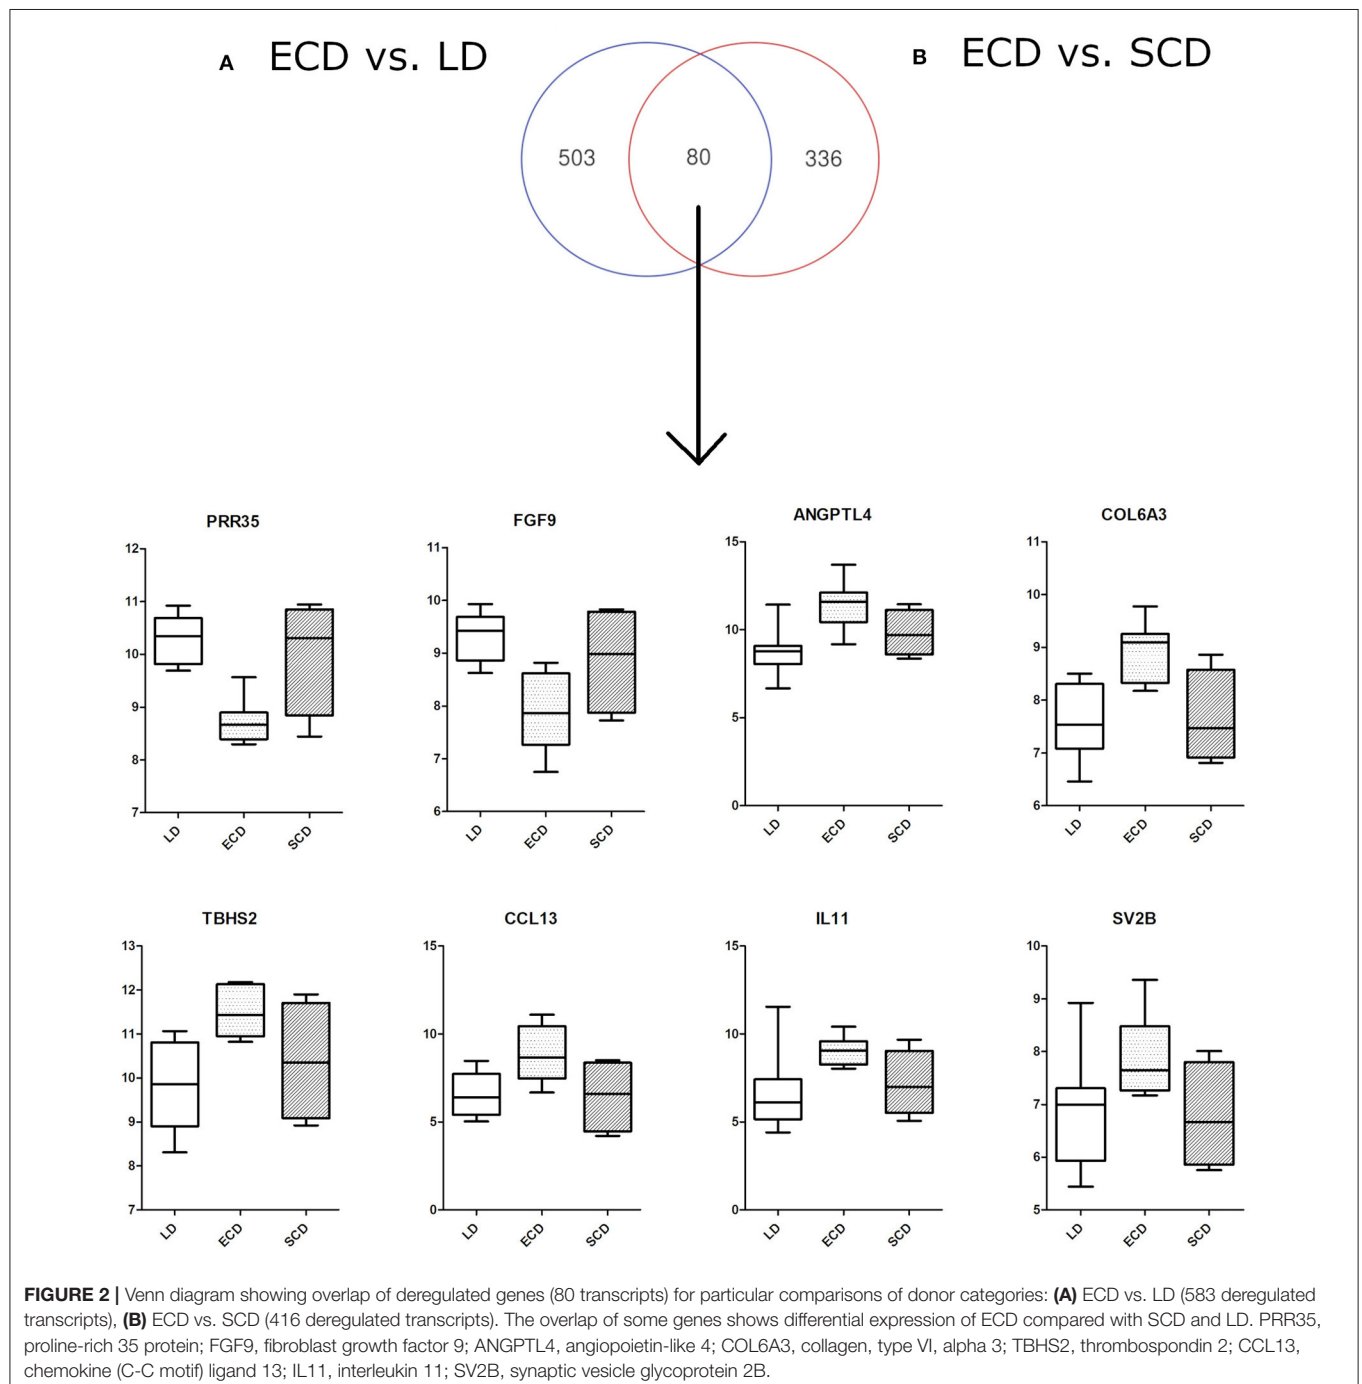 A ECD vs. LD
B ECD vs. SCD
503 80 336
PRR35
12
11
10
9
8
7
LD ECD SCD
FGF9
11
10
9
8
7
6
LD ECD SCD
ANGPTL4
15
10
5
0
LD ECD SCD
COL6A3
11
10
9
8
7
6
LD ECD SCD
TBHS2
13
12
11
10
9
8
7
LD ECD SCD
CCL13
15
10
5
0
LD ECD SCD
IL11
15
10
5
0
LD ECD SCD
SV2B
10
9
8
7
6
5
LD ECD SCD
FIGURE 2 | Venn diagram showing overlap of deregulated genes (80 transcripts) for particular comparisons of donor categories: (A) ECD vs. LD (583 deregulated
transcripts), (B) ECD vs. SCD (416 deregulated transcripts). The overlap of some genes shows differential expression of ECD compared with SCD and LD. PRR35,
proline-rich 35 protein; FGF9, fibroblast growth factor 9; ANGPTL4, angiopoietin-like 4; COL6A3, collagen, type VI, alpha 3; TBHS2, thrombospondin 2; CCL13,
chemokine (C-C motif) ligand 13; IL11, interleukin 11; SV2B, synaptic vesicle glycoprotein 2B.